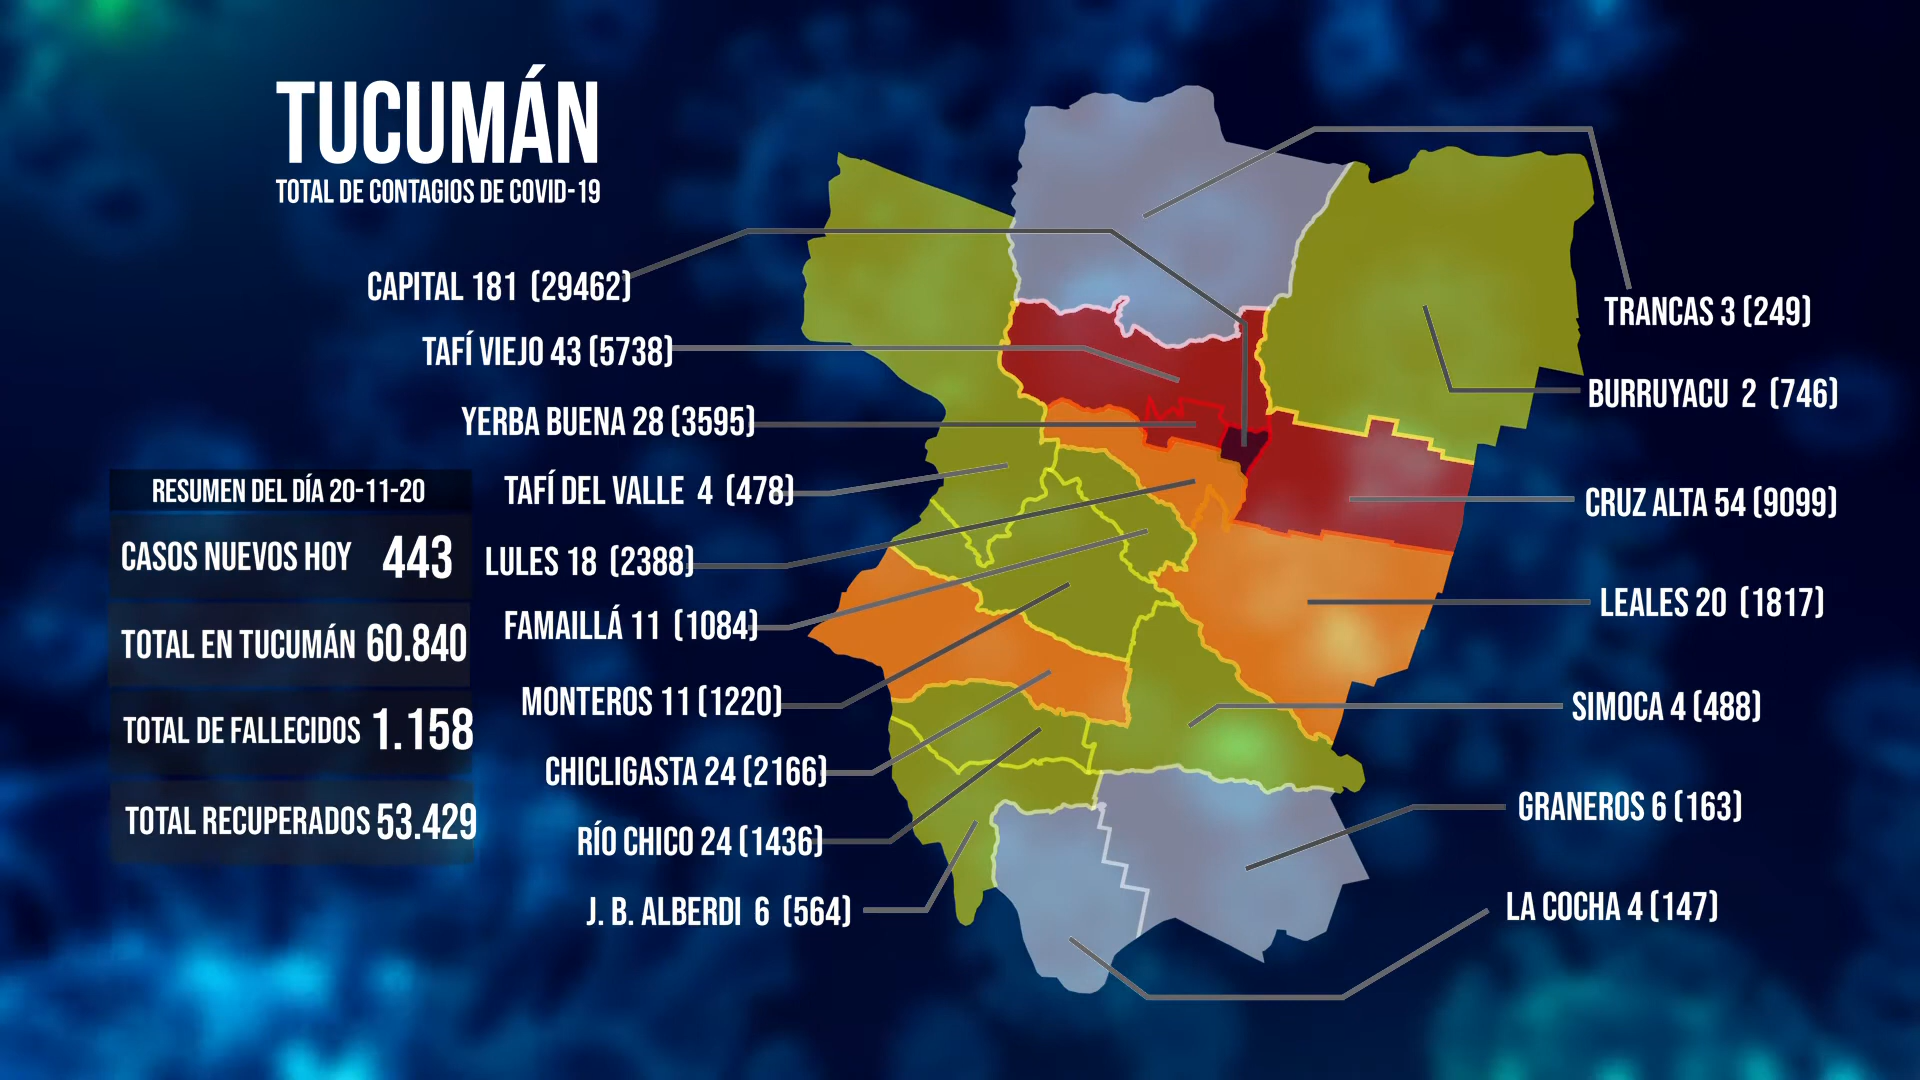 TUCUMÁN
TOTAL DE CONTAGIOS DE COVID-19
CAPITAL 181 (29462)
TAFÍ VIEJO 43 (5738)
YERBA BUENA 28 (3595)
TAFÍ DEL VALLE 4 (478)
LULES 18 (2388)
FAMAILLÁ 11 (1084)
MONTEROS 11 (1220)
CHICLIGASTA 24 (2166)
RÍO CHICO 24 (1436)
J. B. ALBERDI 6 (564)
RESUMEN DEL DÍA 20-11-20
CASOS NUEVOS HOY 443
TOTAL EN TUCUMÁN 60.840
TOTAL DE FALLECIDOS 1.158
TOTAL RECUPERADOS 53.429
TRANCAS 3 (249)
BURRUYACU 2 (746)
CRUZ ALTA 54 (9099)
LEALES 20 (1817)
SIMOCA 4 (488)
GRANEROS 6 (163)
LA COCHA 4 (147)